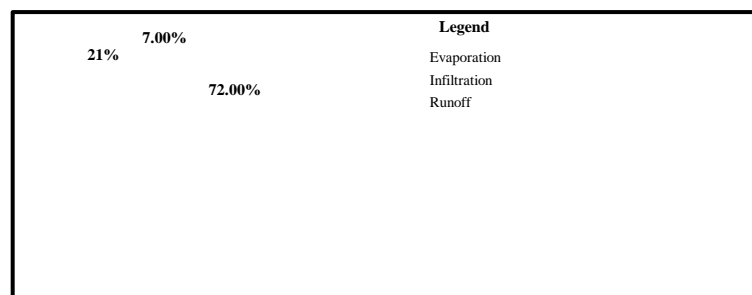 7.00%
21%
72.00%
Legend
Evaporation
Infiltration
Runoff